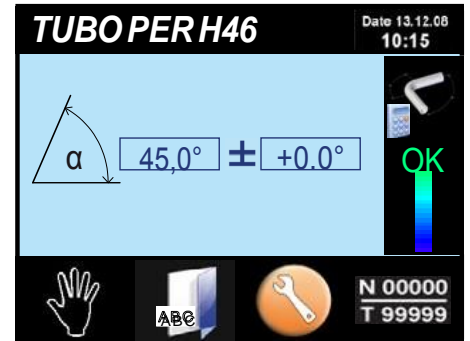 TUBO PER H46
Date 13.12.08
10:15
α 45,0° ± +0.0°
OK
ABC
N 00000
T 99999